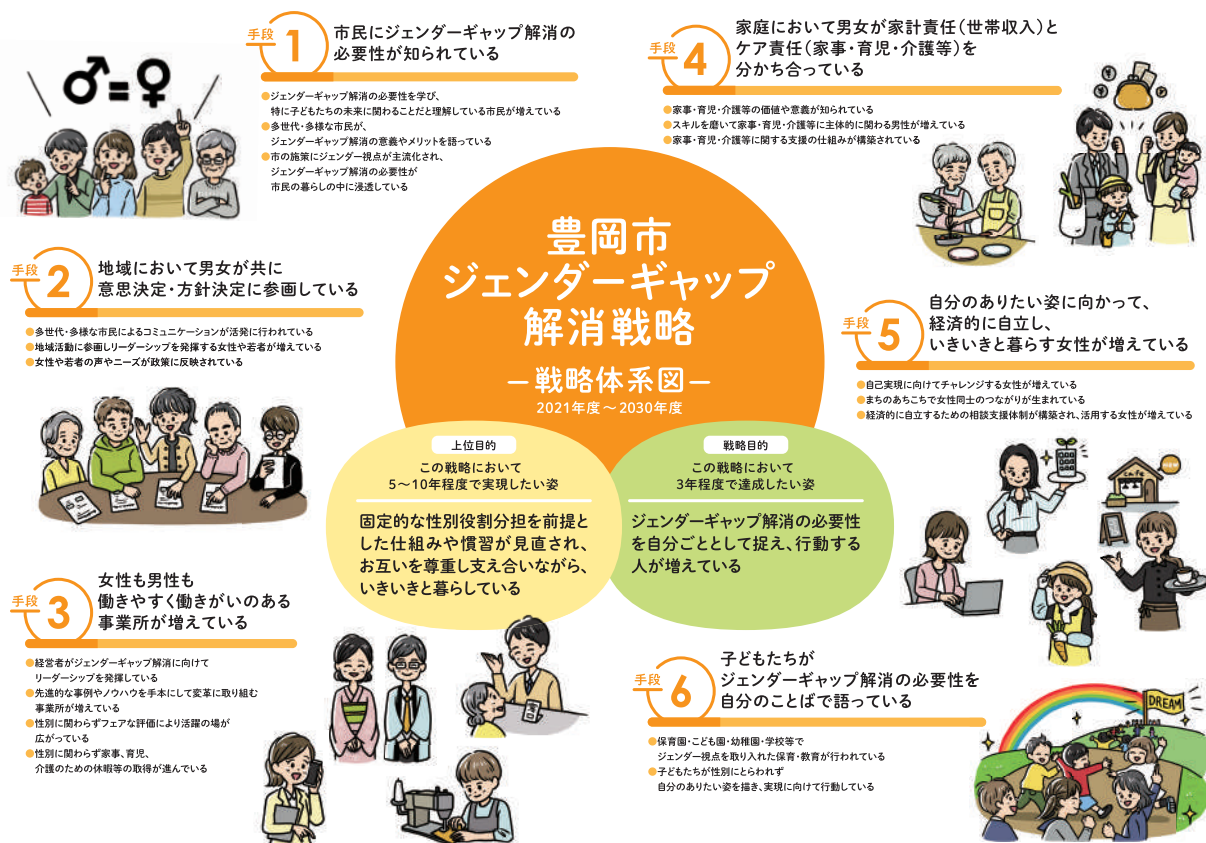 手段
1
市民にジェンダーギャップ解消の
必要性が知られている
●ジェンダーギャップ解消の必要性を学び、
特に子どもたちの未来に関わることだと理解している市民が増えている
●多世代・多様な市民が、
ジェンダーギャップ解消の意義やメリットを語っている
●市の施策にジェンダー視点が主流化され、
ジェンダーギャップ解消の必要性が
市民の暮らしの中に浸透している
手段
2
地域において男女が共に
意思決定・方針決定に参画している
●多世代・多様な市民によるコミュニケーションが活発に行われている
●地域活動に参画しリーダーシップを発揮する女性や若者が増えている
●女性や若者の声やニーズが政策に反映されている
手段
3
女性も男性も
働きやすく働きがいのある
事業所が増えている
●経営者がジェンダーギャップ解消に向けて
リーダーシップを発揮している
●先進的な事例やノウハウを手本にして変革に取り組む
事業所が増えている
●性別に関わらずフェアな評価により活躍の場が
広がっている
●性別に関わらず家事、育児、
介護のための休暇等の取得が進んでいる
豊岡市
ジェンダーギャップ
解消戦略
―戦略体系図―
2021年度～2030年度
上位目的
この戦略において
5～10年程度で実現したい姿
固定的な性別役割分担を前提と
した仕組みや慣習が見直され、
お互いを尊重し支え合いながら、
いきいきと暮らしている
戦略目的
この戦略において
3年程度で達成したい姿
ジェンダーギャップ解消の必要性
を自分ごととして捉え、行動する
人が増えている
手段
4
家庭において男女が家計責任(世帯収入)と
ケア責任(家事・育児・介護等)を
分かち合っている
●家事・育児・介護等の価値や意義が知られている
●スキルを磨いて家事・育児・介護等に主体的に関わる男性が増えている
●家事・育児・介護等に関する支援の仕組みが構築されている
手段
5
自分のありたい姿に向かって、
経済的に自立し、
いきいきと暮らす女性が増えている
●自己実現に向けてチャレンジする女性が増えている
●まちのあちこちで女性同士のつながりが生まれている
●経済的に自立するための相談支援体制が構築され、活用する女性が増えている
cafe
NEW
手段
6
子どもたちが
ジェンダーギャップ解消の必要性を
自分のことばで語っている
●保育園・こども園・幼稚園・学校等で
ジェンダー視点を取り入れた保育・教育が行われている
●子どもたちが性別にとらわれず
自分のありたい姿を描き、実現に向けて行動している
DREAM